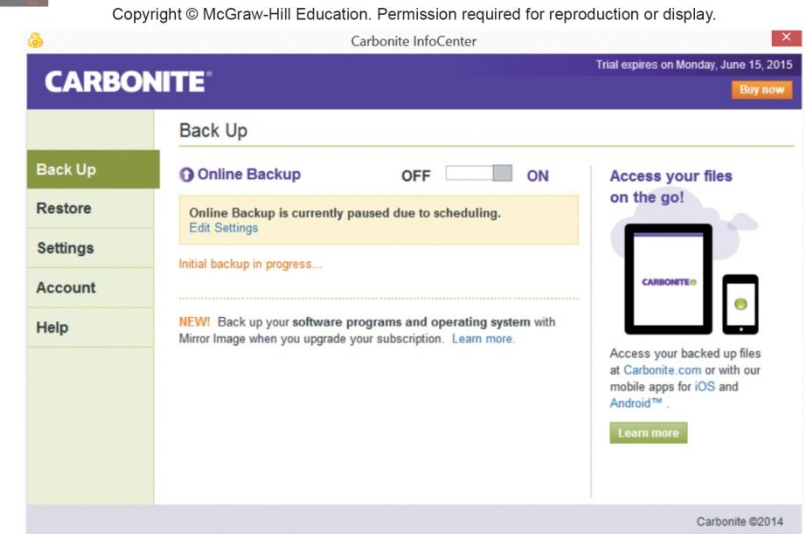 Copyright © McGraw-Hill Education. Permission required for reproduction or display.
Carbonite InfoCenter
Trial expires on Monday, June 15, 2015
CARBONITE®
Buy now
Back Up
Back Up
Restore
Settings
Account
Help
Online Backup OFF ON
Online Backup is currently paused due to scheduling.
Edit Settings
Initial backup in progress...
NEW! Back up your software programs and operating system with
Mirror Image when you upgrade your subscription. Learn more.
Access your files
on the go!
CARBONITE
Access your backed up files
at Carbonite.com or with our
mobile apps for iOS and
Android™ .
Learn more
Carbonite ©2014